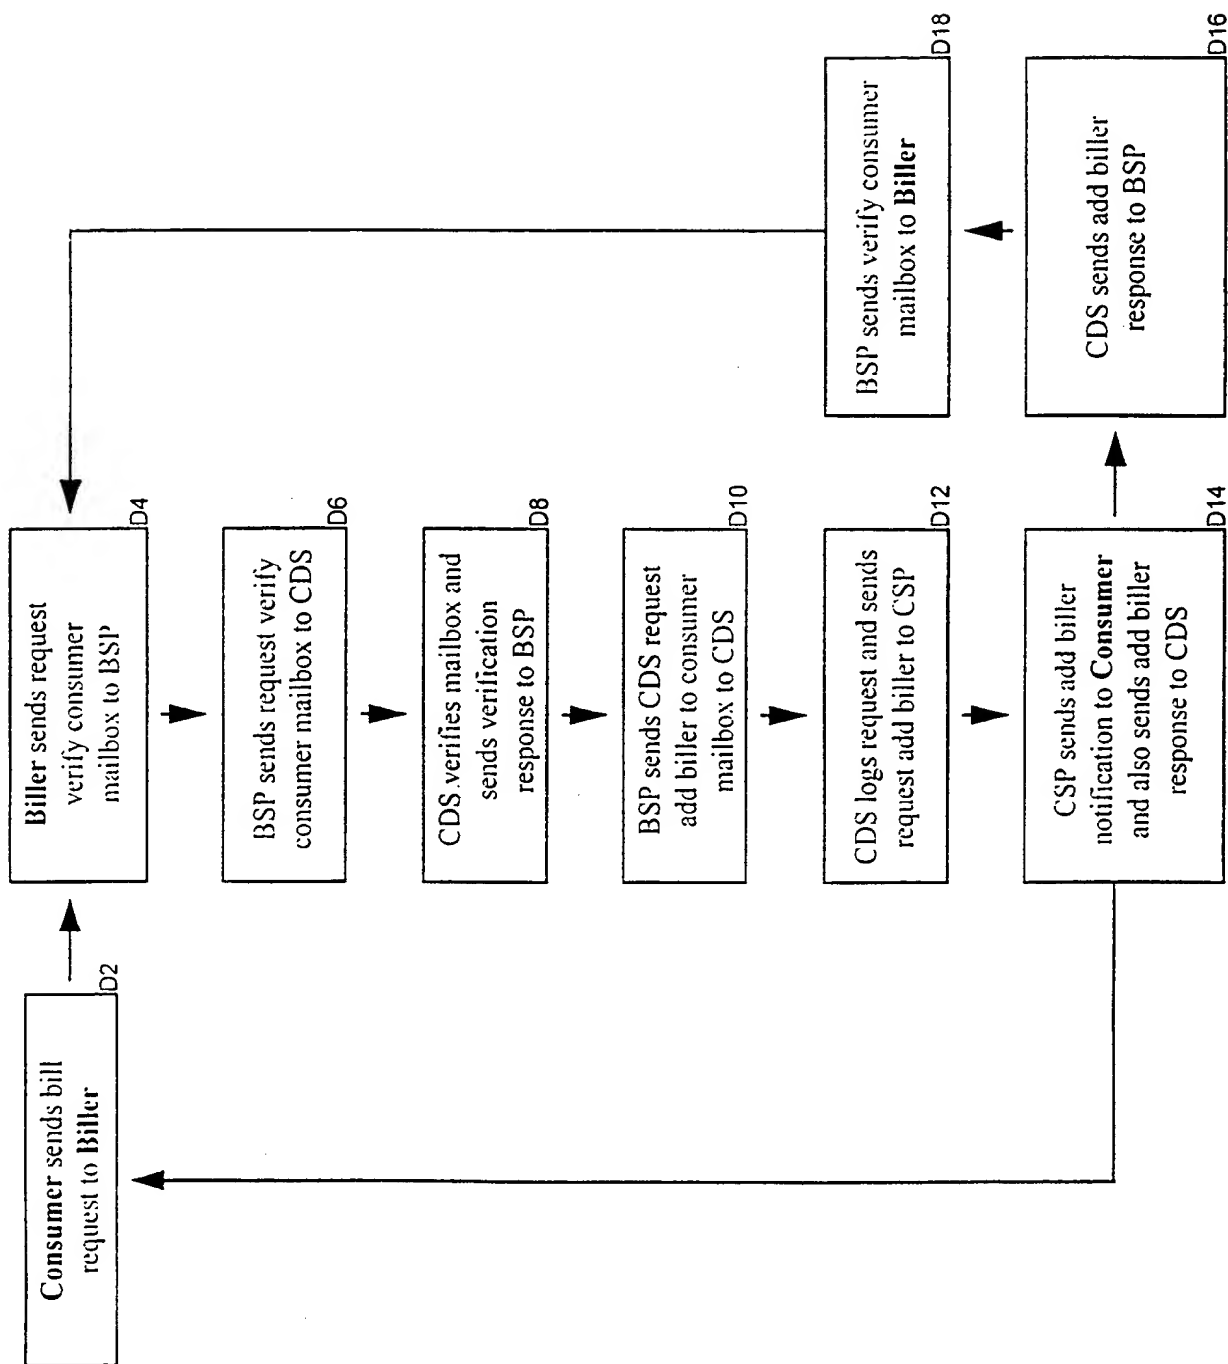 Consumer sends bill
request to Biller
D2
Biller sends request
verify consumer
mailbox to BSP
D4
BSP sends request verify
consumer mailbox to CDS
D6
CDS verifies mailbox and
sends verification
response to BSP
D8
BSP sends CDS request
add biller to consumer
mailbox to CDS
D10
CDS logs request and sends
request add biller to CSP
D12
CSP sends add biller
notification to Consumer
and also sends add biller
response to CDS
D14
CDS sends add biller
response to BSP
D16
BSP sends verify consumer
mailbox to Biller
D18